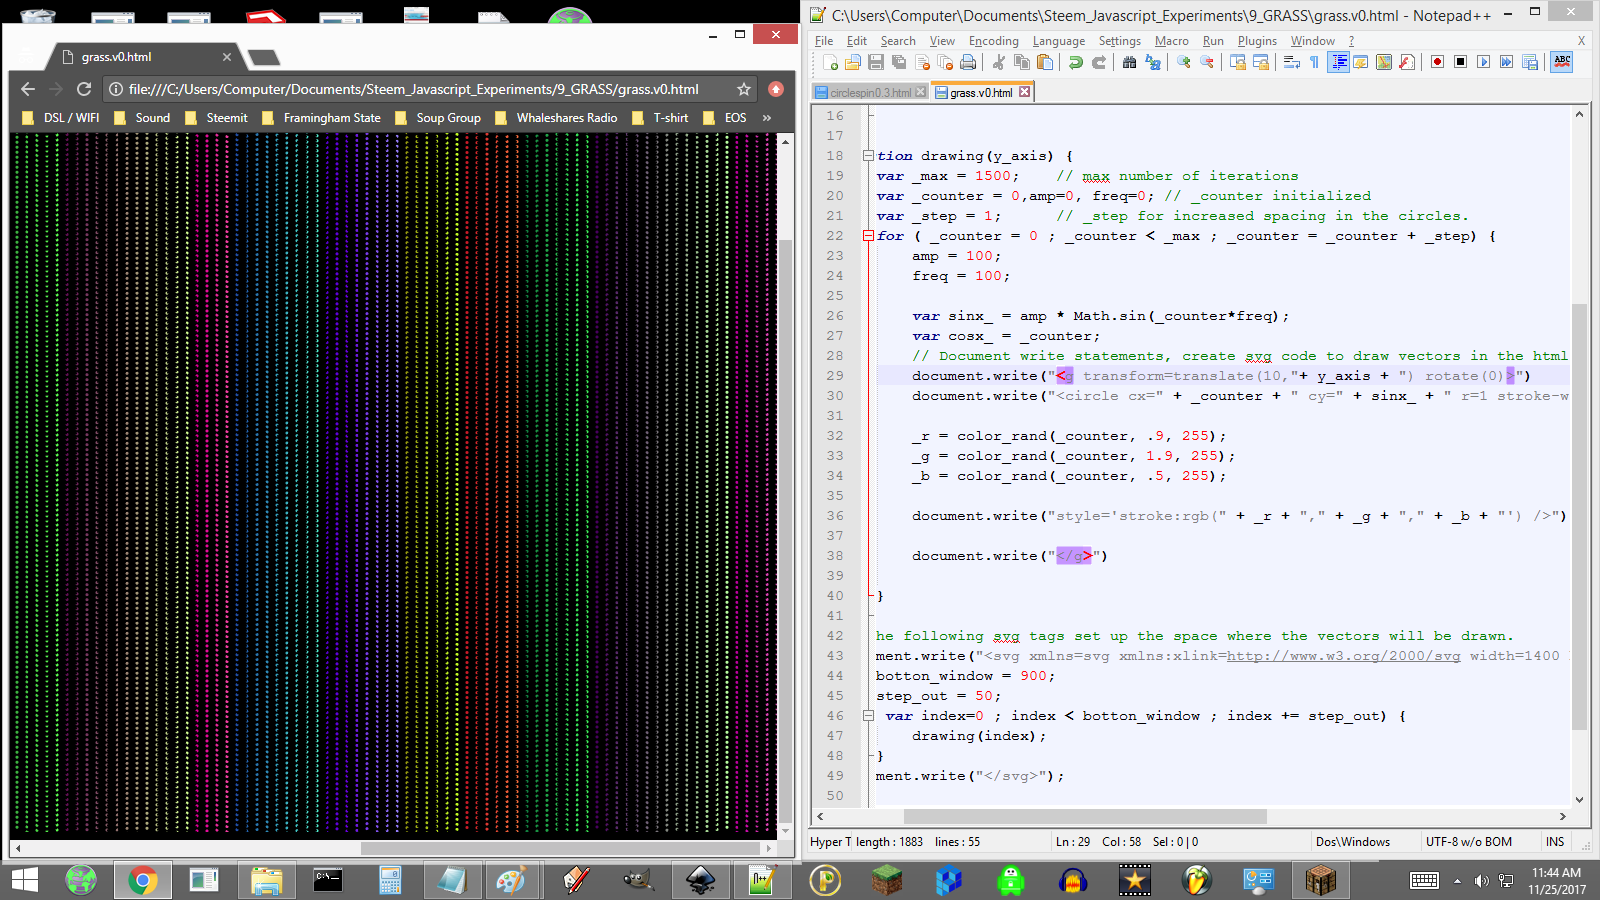 grass.v0.html
file:///C:/Users/Computer/Documents/Steem_Javascript_Experiments/9_GRASS/grass.v0.html
DSL / WIFI Sound Steemit Framingham State Soup Group Whaleshares Radio T-shirt EOS »
C:\Users\Computer\Documents\Steem_Javascript_Experiments\9_GRASS\grass.v0.html - Notepad++
File Edit Search View Encoding Language Settings Macro Run Plugins Window ? X
circlespin0.3.html grass.v0.html
16
17
18 tion drawing(y_axis) {
19 var _max = 1500; // max number of iterations
20 var _counter = 0,amp=0, freq=0; // _counter initialized
21 var _step = 1; // _step for increased spacing in the circles.
22 for ( _counter = 0 ; _counter < _max ; _counter = _counter + _step) {
23 amp = 100;
24 freq = 100;
25
26 var sinx_ = amp * Math.sin(_counter*freq);
27 var cosx_ = _counter;
28 // Document write statements, create svg code to draw vectors in the html
29 document.write("<g transform=translate(10,"+ y_axis + ") rotate(0)>")
30 document.write("<circle cx=" + _counter + " cy=" + sinx_ + " r=1 stroke-w
31
32 _r = color_rand(_counter, .9, 255);
33 _g = color_rand(_counter, 1.9, 255);
34 _b = color_rand(_counter, .5, 255);
35
36 document.write("style='stroke:rgb(" + _r + "," + _g + "," + _b + "') />")
37
38 document.write("</g>")
39
40 }
41
42 he following svg tags set up the space where the vectors will be drawn.
43 ment.write("<svg xmlns=svg xmlns:xlink=http://www.w3.org/2000/svg width=1400
44 botton_window = 900;
45 step_out = 50;
46 var index=0 ; index < botton_window ; index += step_out) {
47 drawing(index);
48 }
49 ment.write("</svg>");
50
Hyper T length : 1883 lines : 55 Ln : 29 Col : 58 Sel : 0 | 0 Dos\Windows UTF-8 w/o BOM INS
11:44 AM
11/25/2017